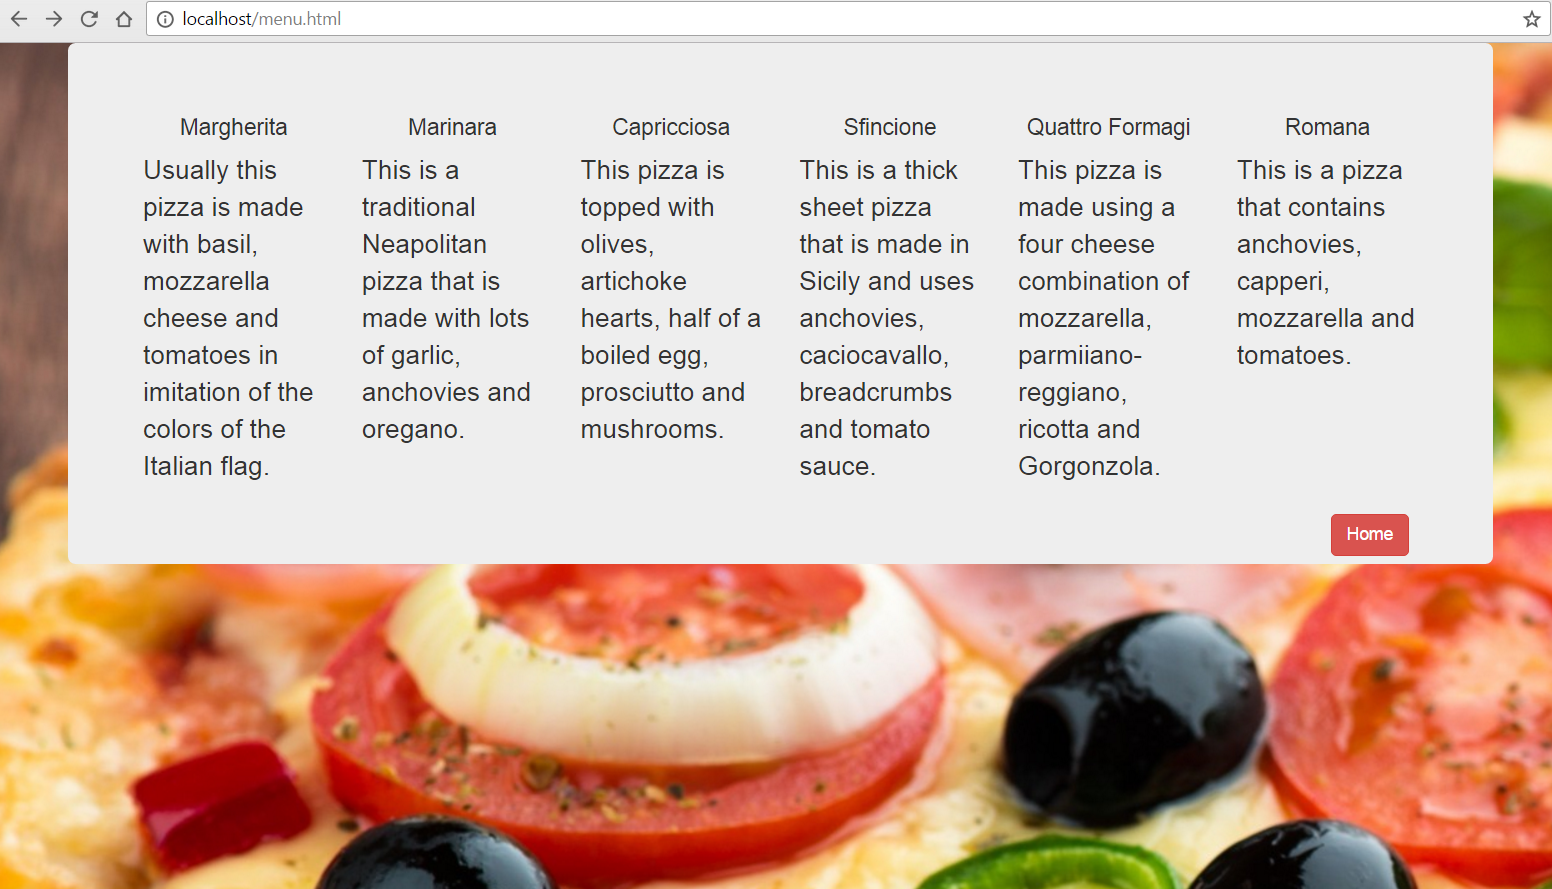 localhost/menu.html
Margherita
Usually this
pizza is made
with basil,
mozzarella
cheese and
tomatoes in
imitation of the
colors of the
Italian flag.
Marinara
This is a
traditional
Neapolitan
pizza that is
made with lots
of garlic,
anchovies and
oregano.
Capricciosa
This pizza is
topped with
olives,
artichoke
hearts, half of a
boiled egg,
prosciutto and
mushrooms.
Sfincione
This is a thick
sheet pizza
that is made in
Sicily and uses
anchovies,
caciocavallo,
breadcrumbs
and tomato
sauce.
Quattro Formagi
This pizza is
made using a
four cheese
combination of
mozzarella,
parmiiano-
reggiano,
ricotta and
Gorgonzola.
Romana
This is a pizza
that contains
anchovies,
capperi,
mozzarella and
tomatoes.
Home